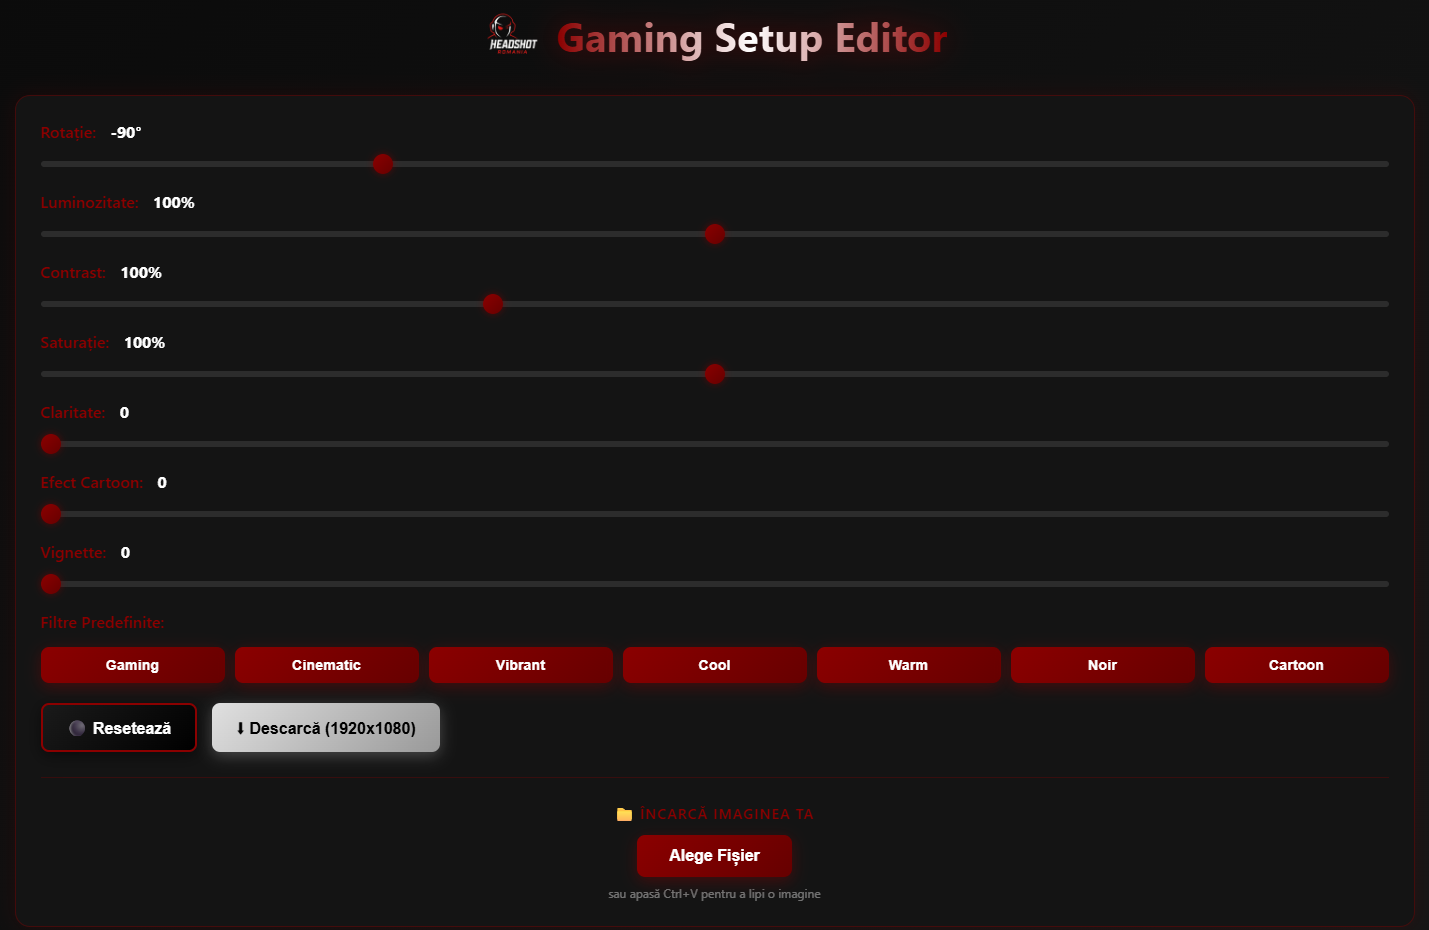 HEADSHOT
ROMANIA
Gaming Setup Editor
Rotație: -90°
Luminozitate: 100%
Contrast: 100%
Saturație: 100%
Claritate: 0
Efect Cartoon: 0
Vignette: 0
Filtre Predefinite:
Gaming Cinematic Vibrant Cool Warm Noir Cartoon
Resetează ⬇ Descarcă (1920x1080)
ÎNCARCĂ IMAGINEA TA
Alege Fișier
sau apasă Ctrl+V pentru a lipi o imagine